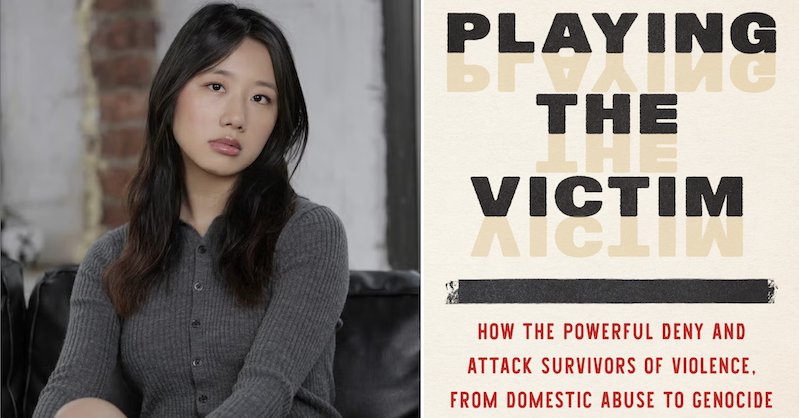 PLAYING
THE
VICTIM
HOW THE POWERFUL DENY AND
ATTACK SURVIVORS OF VIOLENCE,
FROM DOMESTIC ABUSE TO GENOCIDE